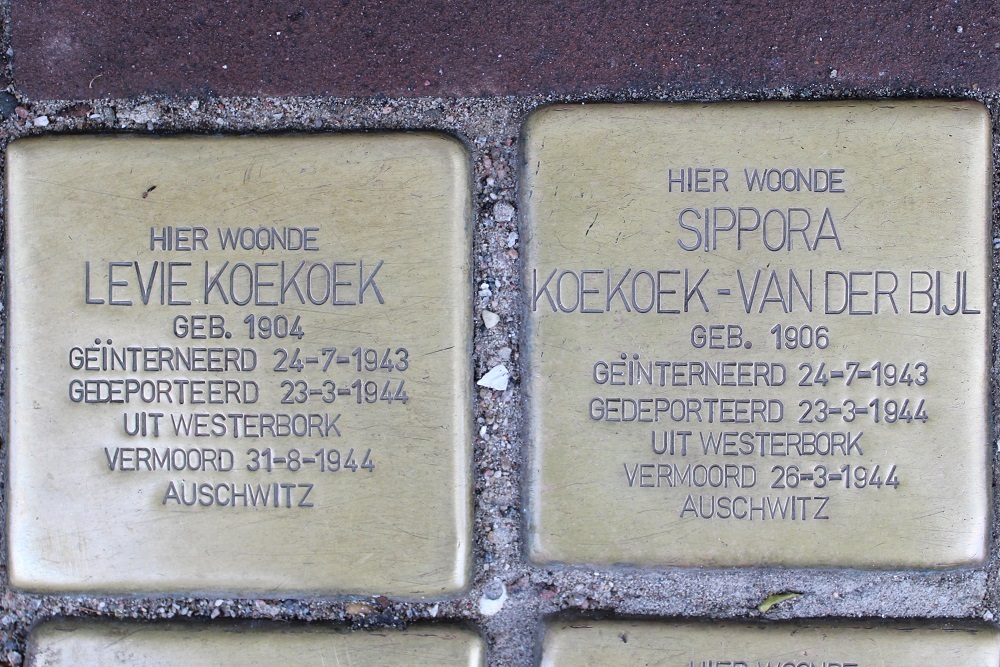 HIER WOONDE
LEVIE KOEKOEK
GEB. 1904
GEÏNTERNEERD 24-7-1943
GEDEPORTEERD 23-3-1944
UIT WESTERBORK
VERMOORD 31-8-1944
AUSCHWITZ
HIER WOONDE
SIPPORA
KOEKOEK-VAN DER BIJL
GEB. 1906
GEÏNTERNEERD 24-7-1943
GEDEPORTEERD 23-3-1944
UIT WESTERBORK
VERMOORD 26-3-1944
AUSCHWITZ
HIER WOONDE